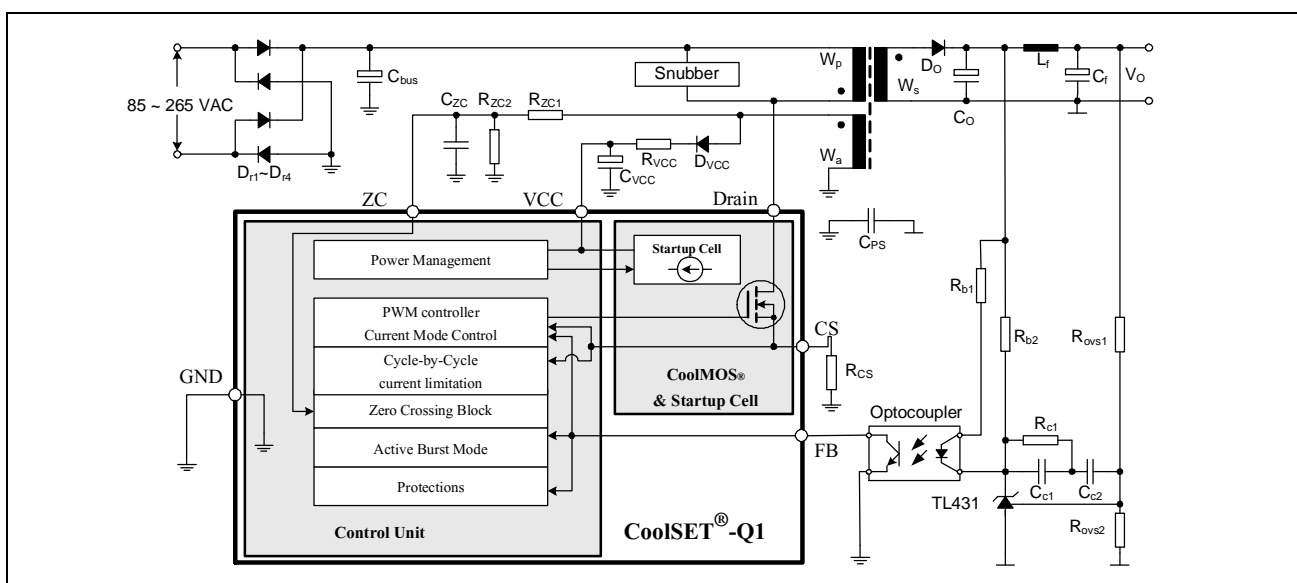 Wp
Ws
DO
Lf
Snubber
Cbus
CO
Cf
VO
85 ~ 265 VAC
CZC
RZC2
RZC1
Dr1~Dr4
RVCC
DVCC
CVCC
Wa
ZC
VCC
Drain
CPS
Power Management
Startup Cell
Rb1
PWM controller
Current Mode Control
CS
Rb2
Rovs1
Cycle-by-Cycle
current limitation
GND
CoolMOS®
& Startup Cell
RCS
Zero Crossing Block
Optocoupler
Rc1
Active Burst Mode
FB
Cc1
Cc2
Protections
TL431
Rovs2
Control Unit
CoolSET®-Q1